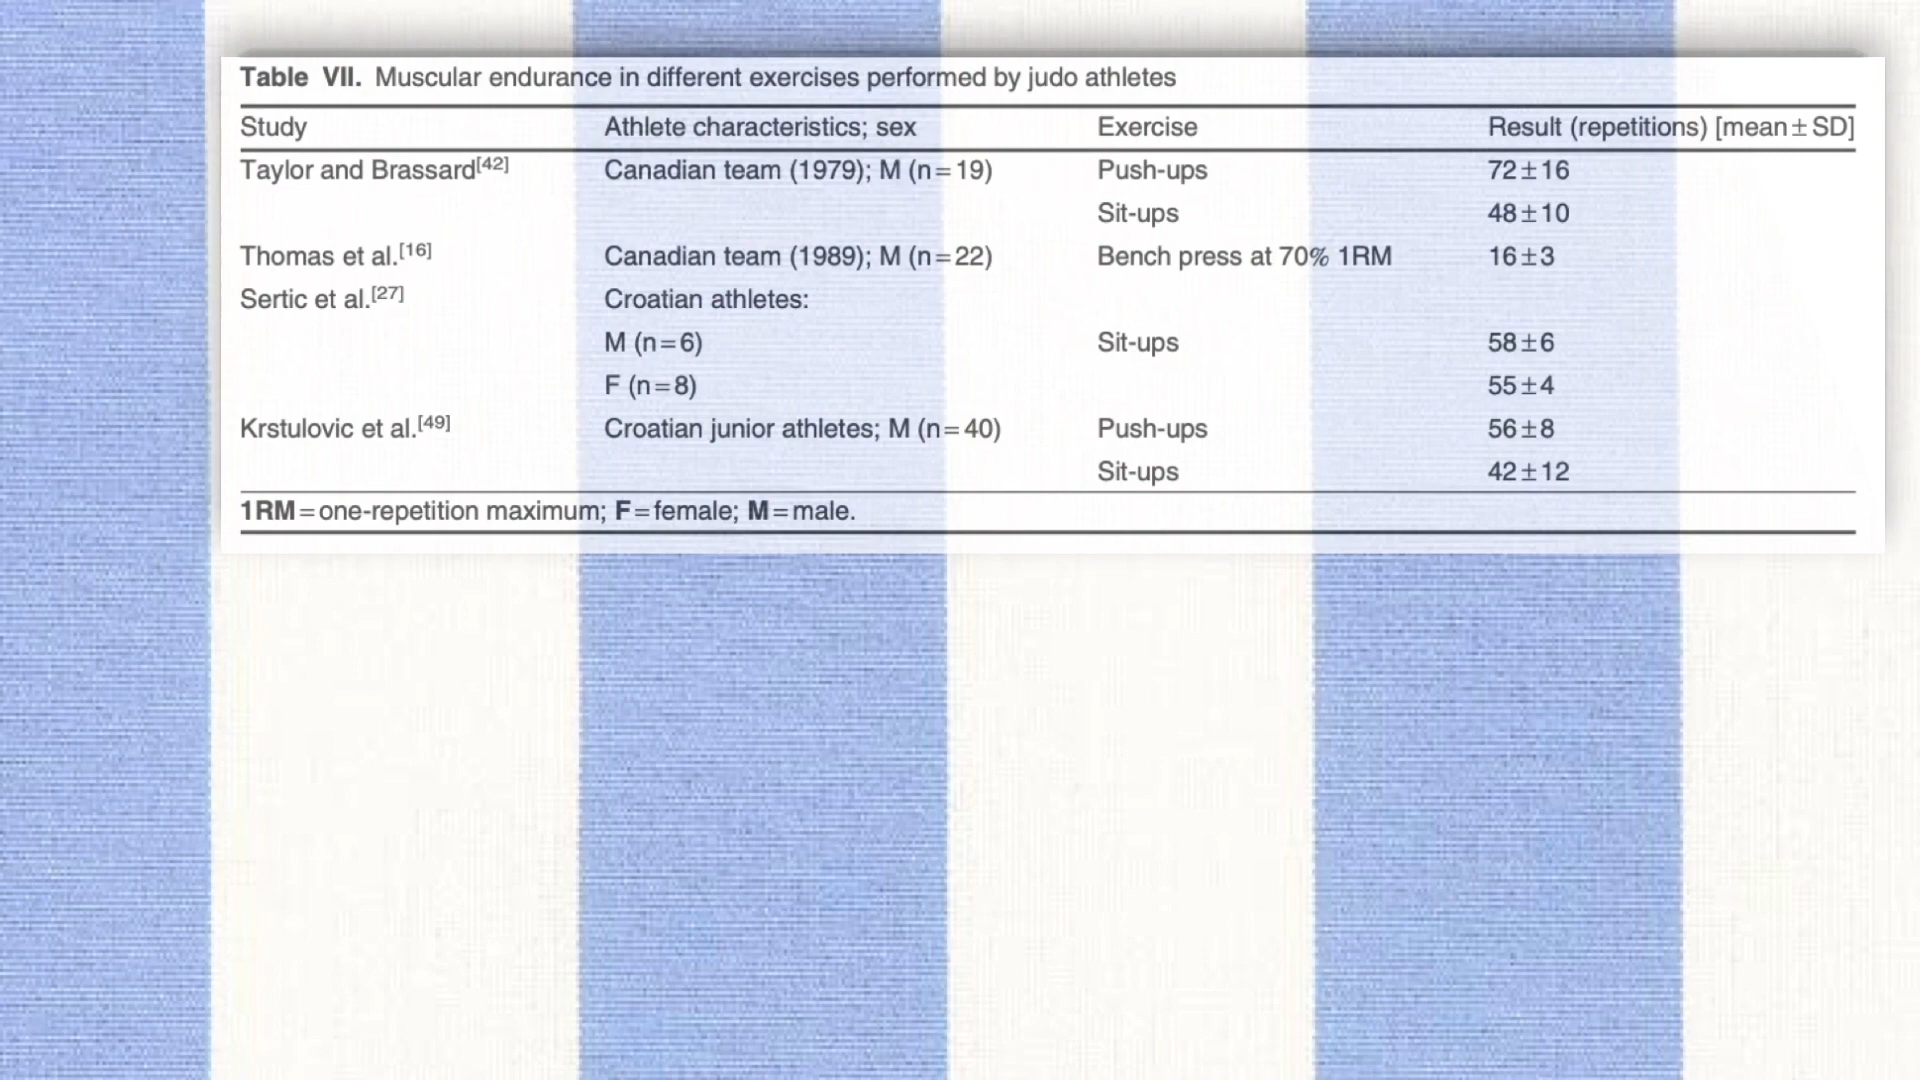 Table VII. Muscular endurance in different exercises performed by judo athletes
Study Athlete characteristics; sex Exercise Result (repetitions) [mean ± SD]
Taylor and Brassard[42] Canadian team (1979); M (n=19) Push-ups 72±16
Sit-ups 48±10
Thomas et al.[16] Canadian team (1989); M (n=22) Bench press at 70% 1RM 16±3
Sertic et al.[27] Croatian athletes:
M (n=6) Sit-ups 58±6
F (n=8) 55±4
Krstulovic et al.[49] Croatian junior athletes; M (n=40) Push-ups 56±8
Sit-ups 42±12
1RM=one-repetition maximum; F=female; M=male.